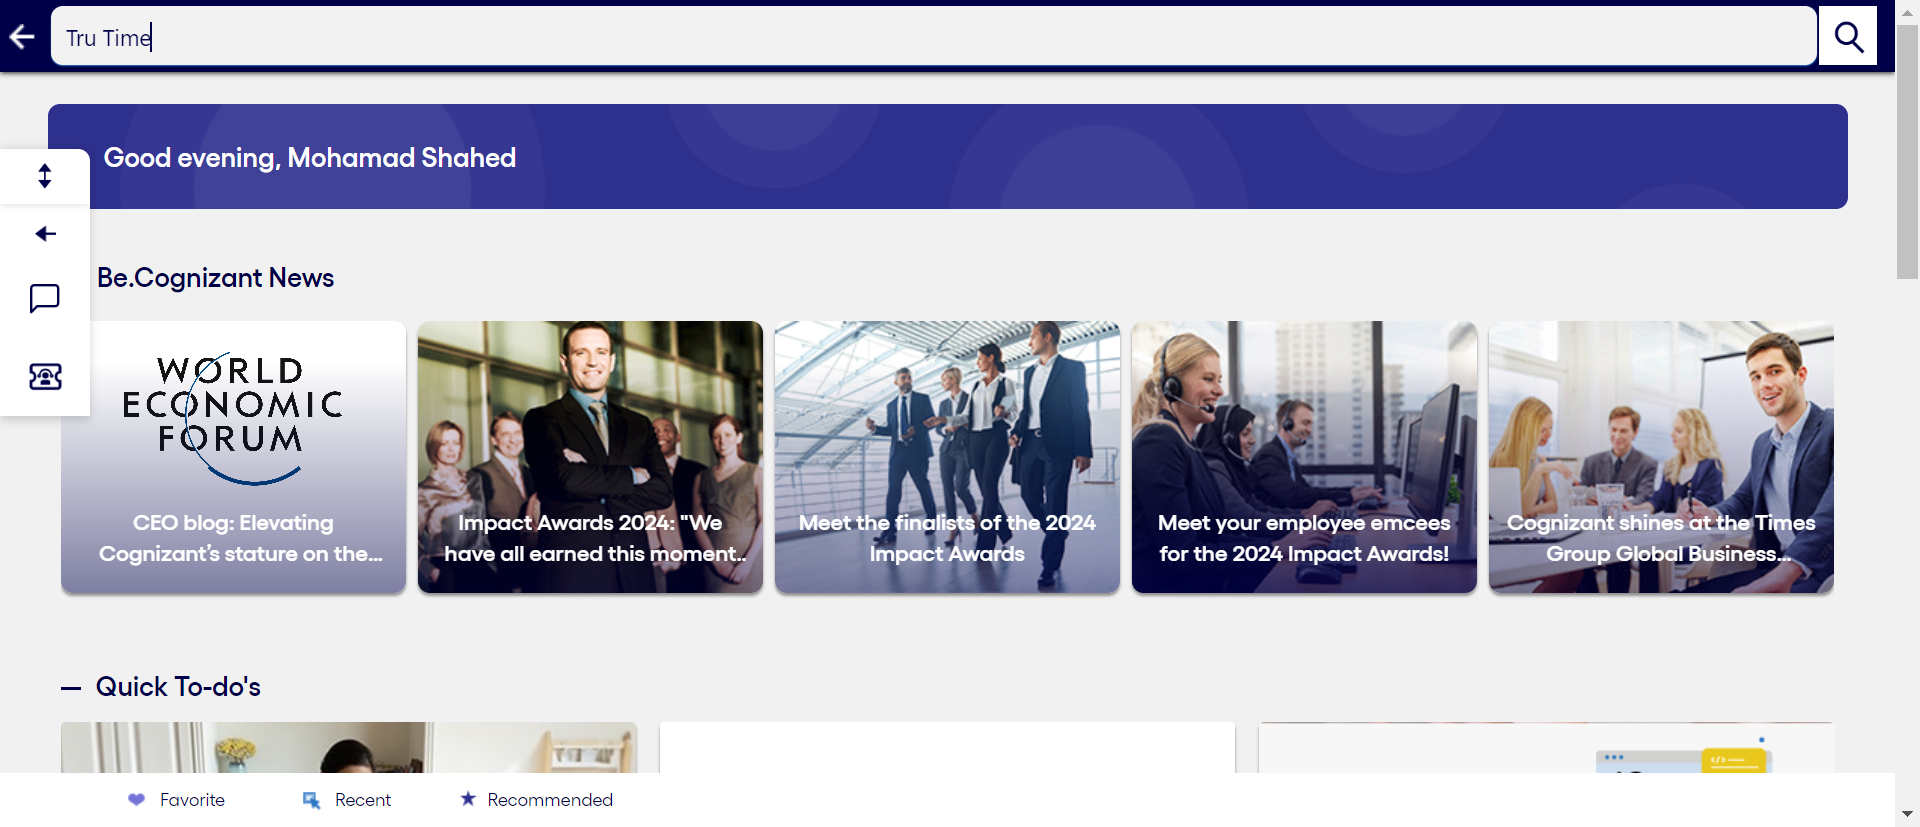 Tru Time
Good evening, Mohamad Shahed
Be.Cognizant News
WORLD
ECONOMIC
FORUM
CEO blog: Elevating
Cognizant’s stature on the...
Impact Awards 2024: "We
have all earned this moment..
Meet the finalists of the 2024
Impact Awards
Meet your employee emcees
for the 2024 Impact Awards!
Cognizant shines at the Times
Group Global Business...
Quick To-do's
Favorite
Recent
Recommended